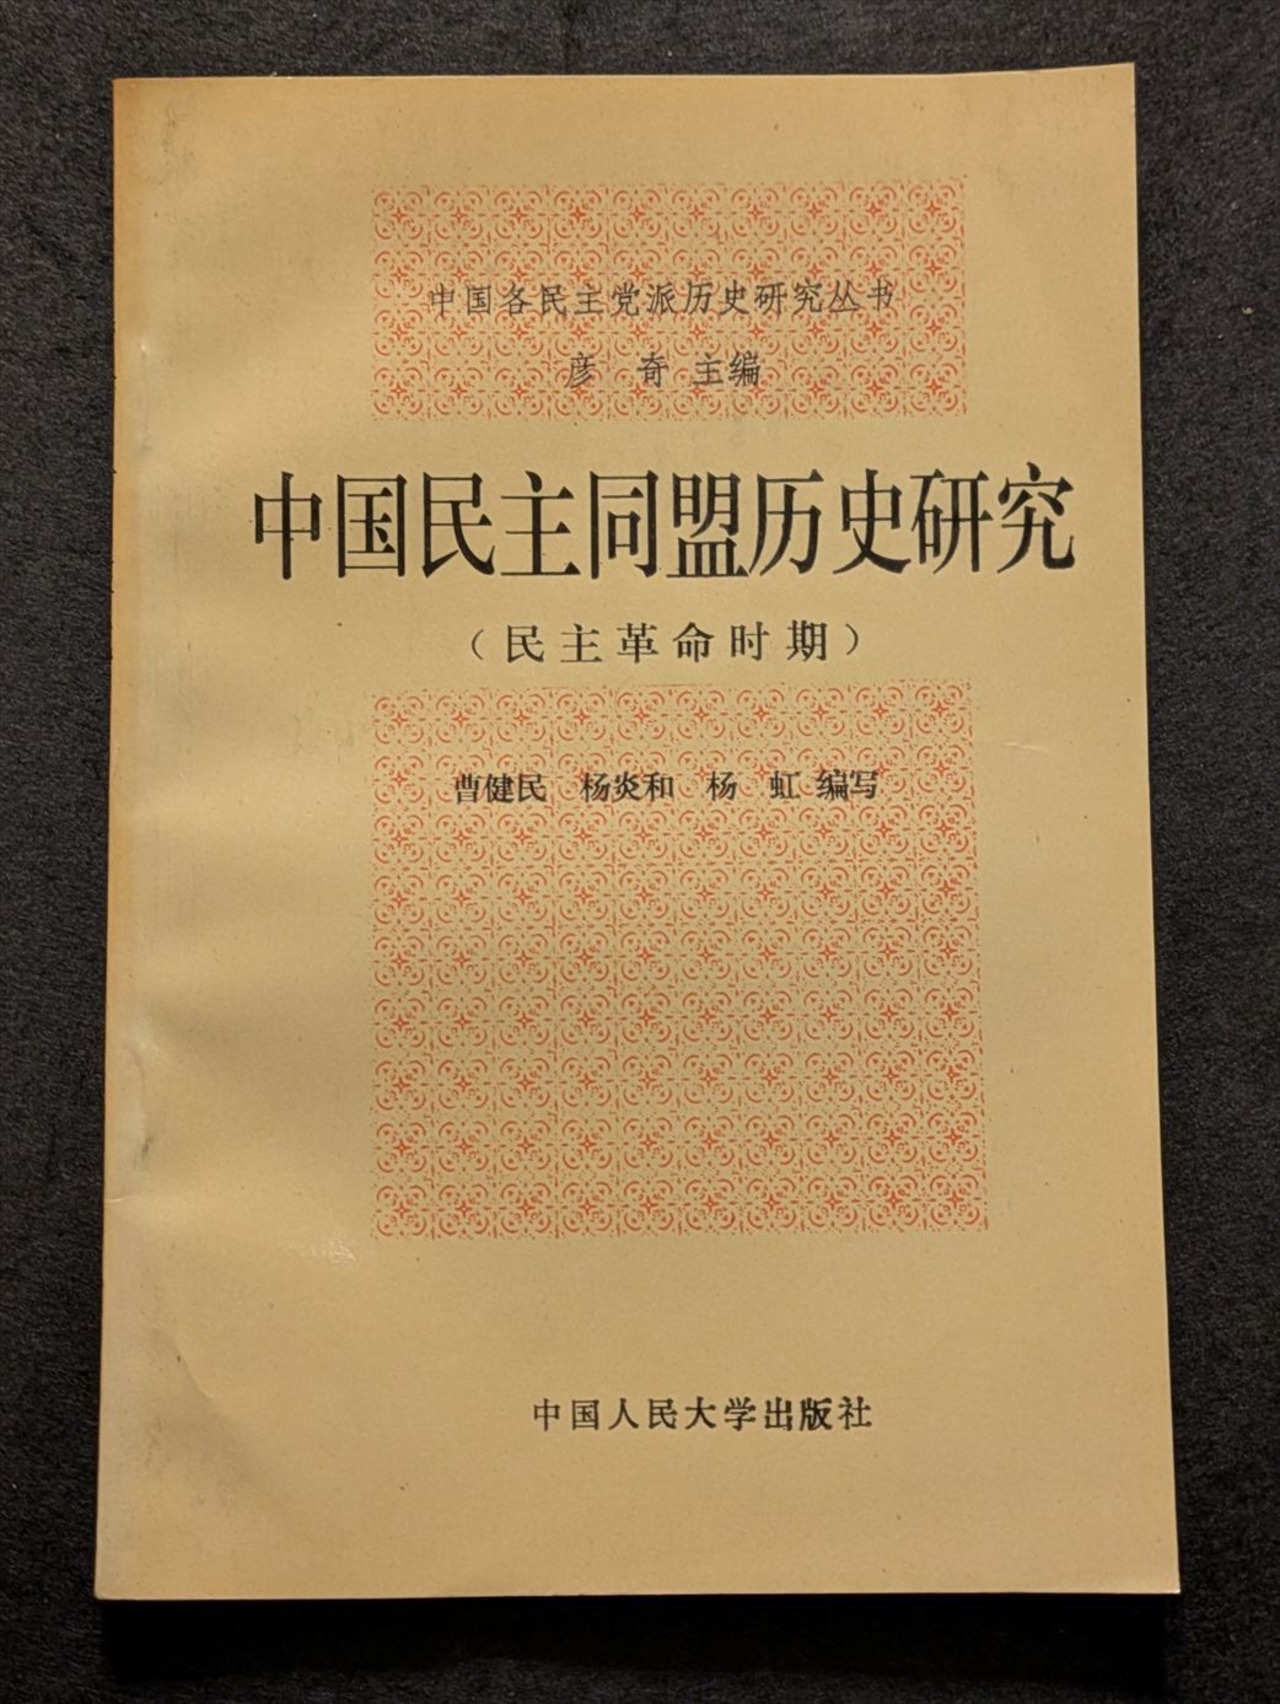 中国各民主党派历史研究丛书
彦 奇 主编
中国民主同盟历史研究
（民主革命时期）
曹健民 杨炎和 杨 虹 编写
中国人民大学出版社